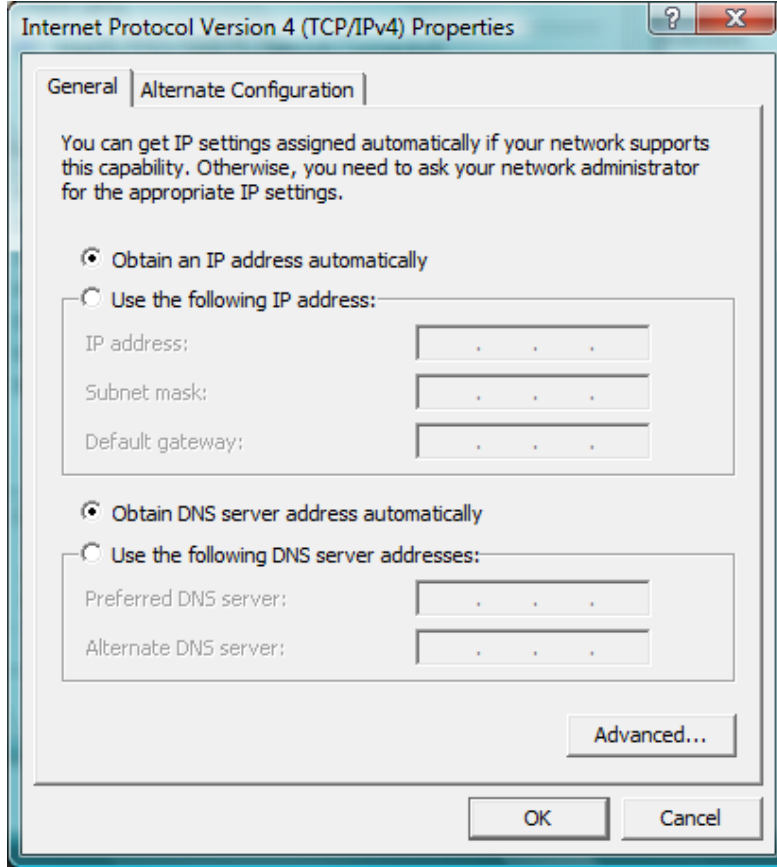 Internet Protocol Version 4 (TCP/IPv4) Properties
?
X
General
Alternate Configuration
You can get IP settings assigned automatically if your network supports
this capability. Otherwise, you need to ask your network administrator
for the appropriate IP settings.
Obtain an IP address automatically
Use the following IP address:
IP address: . . .
Subnet mask: . . .
Default gateway: . . .
Obtain DNS server address automatically
Use the following DNS server addresses:
Preferred DNS server: . . .
Alternate DNS server: . . .
Advanced...
OK
Cancel